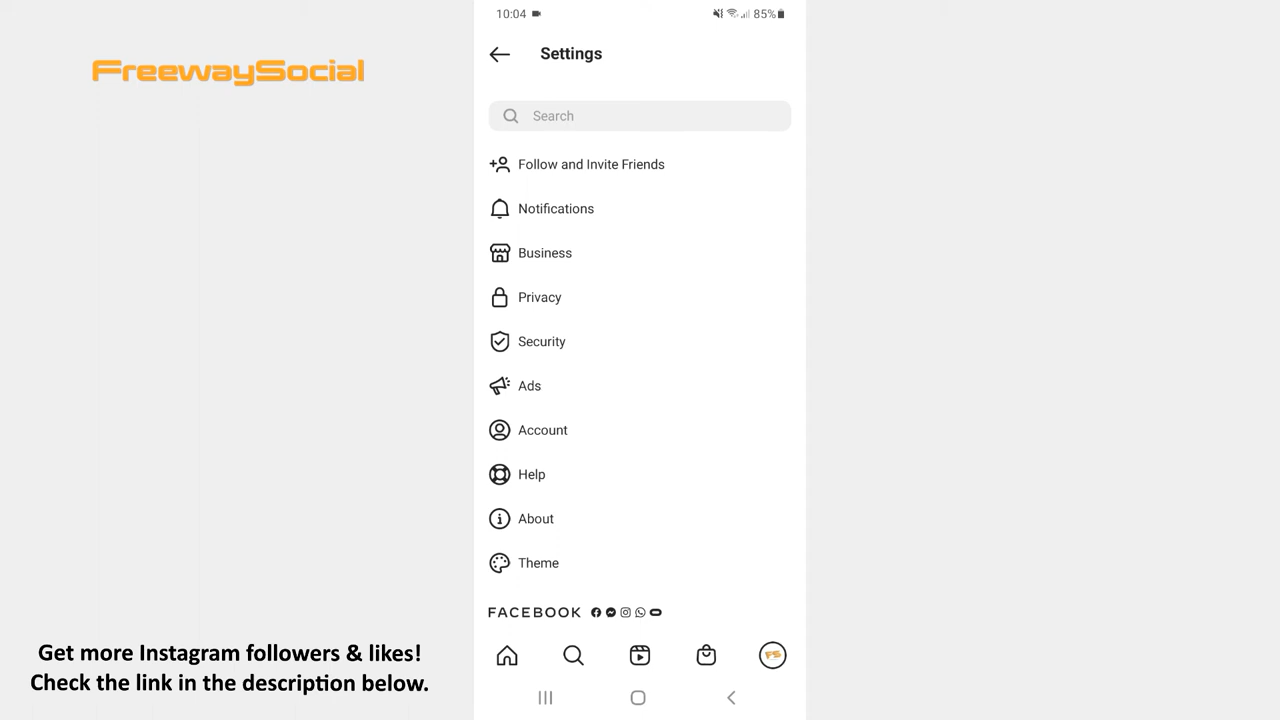 FreewaySocial
10:04
85%
Settings
Search
Follow and Invite Friends
Notifications
Business
Privacy
Security
Ads
Account
Help
About
Theme
FACEBOOK
FS
Get more Instagram followers & likes!
Check the link in the description below.